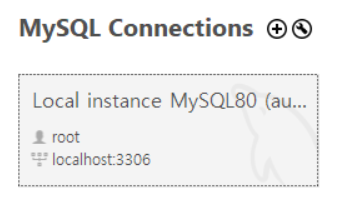 MySQL Connections
Local instance MySQL80 (au...
root
localhost:3306